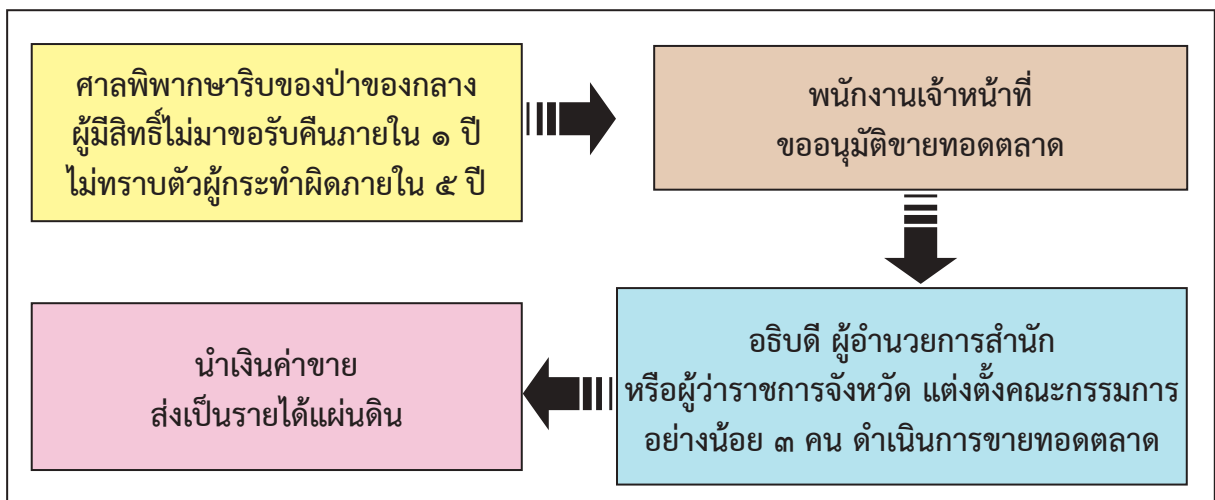 ศาลพิพากษาริบของป่าของกลาง
ผู้มีสิทธิ์ไม่มาขอรับคืนภายใน ๑ ปี
ไม่ทราบตัวผู้กระทำผิดภายใน ๕ ปี
พนักงานเจ้าหน้าที่
ขออนุมัติขายทอดตลาด
อธิบดี ผู้อำนวยการสำนัก
หรือผู้ว่าราชการจังหวัด แต่งตั้งคณะกรรมการ
อย่างน้อย ๓ คน ดำเนินการขายทอดตลาด
นำเงินค่าขาย
ส่งเป็นรายได้แผ่นดิน